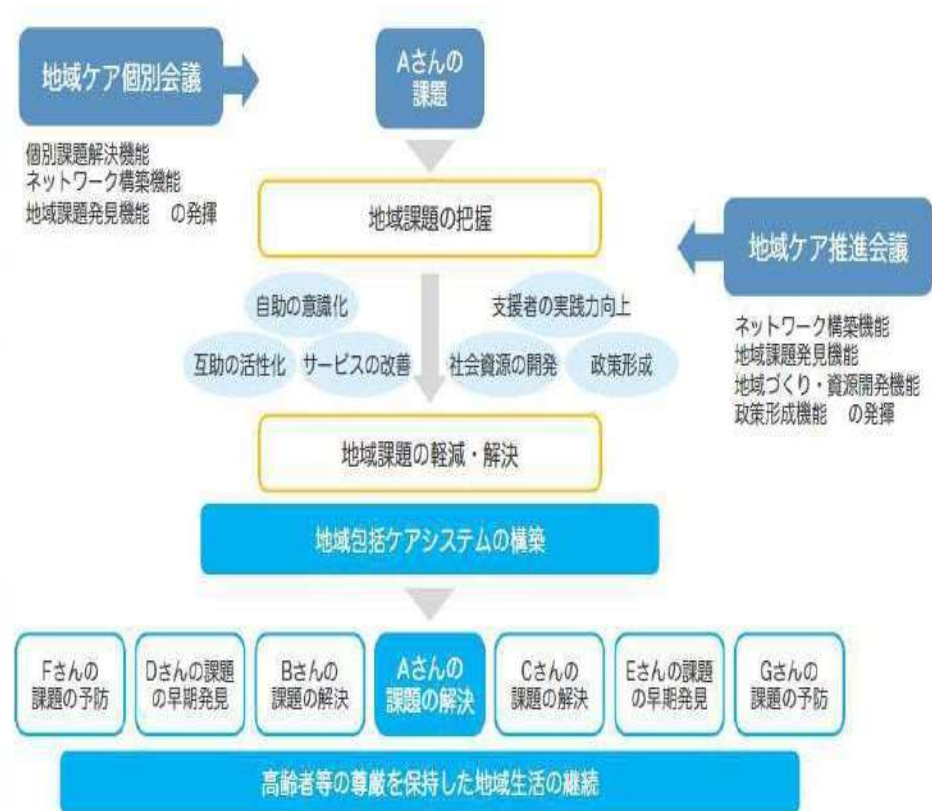 地域ケア個別会議
Aさんの
課題
個別課題解決機能
ネットワーク構築機能
地域課題発見機能　の発揮
地域課題の把握
地域ケア推進会議
自助の意識化
支援者の実践力向上
互助の活性化
サービスの改善
社会資源の開発
政策形成
ネットワーク構築機能
地域課題発見機能
地域づくり・資源開発機能
政策形成機能　の発揮
地域課題の軽減・解決
地域包括ケアシステムの構築
Fさんの
課題の予防
Dさんの課題
の早期発見
Bさんの
課題の解決
Aさんの
課題の解決
Cさんの
課題の解決
Eさんの課題
の早期発見
Gさんの
課題の予防
高齢者等の尊厳を保持した地域生活の継続